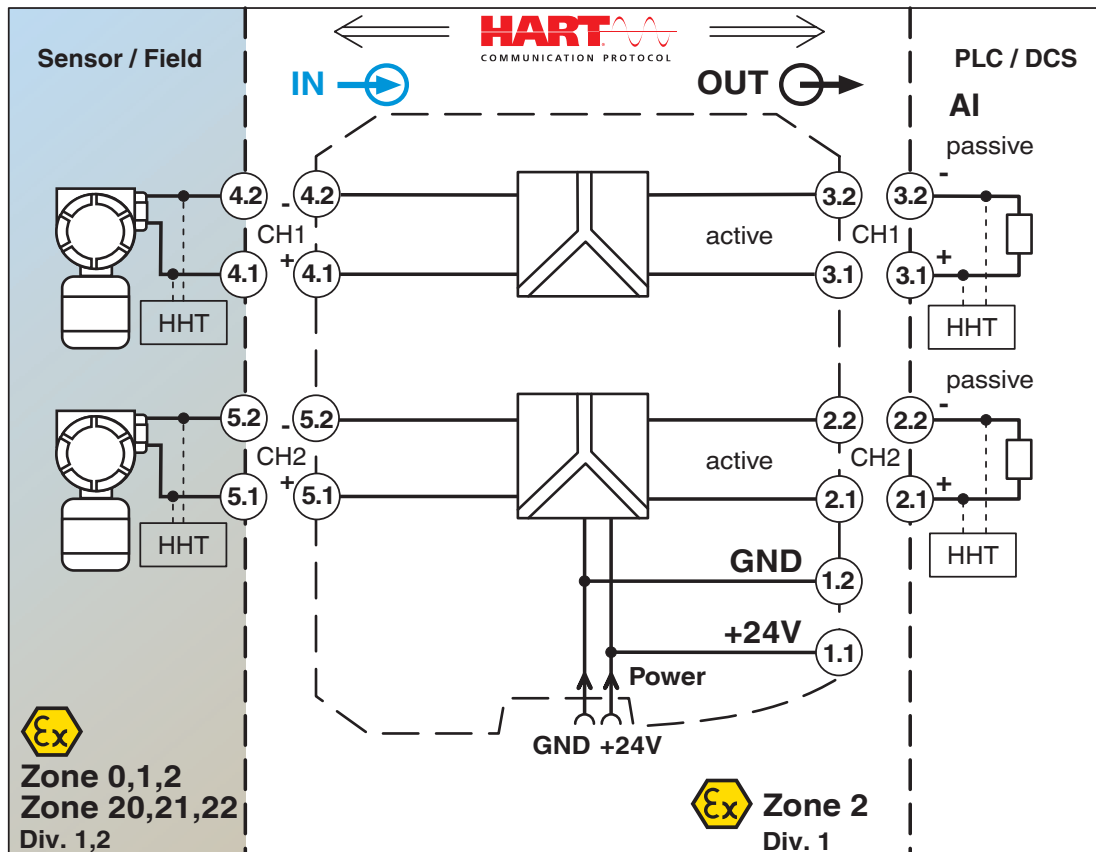 HART
COMMUNICATION PROTOCOL
Sensor / Field
PLC / DCS
IN
OUT
AI
passive
4.2
-
4.2
3.2
3.2
-
CH1
active
CH1
4.1
+
4.1
3.1
3.1
+
HHT
HHT
passive
5.2
-
5.2
2.2
2.2
-
CH2
active
CH2
5.1
+
5.1
2.1
2.1
+
HHT
HHT
GND
1.2
+24V
1.1
Power
GND +24V
Ex
Zone 0,1,2
Zone 20,21,22
Div. 1,2
Ex
Zone 2
Div. 1